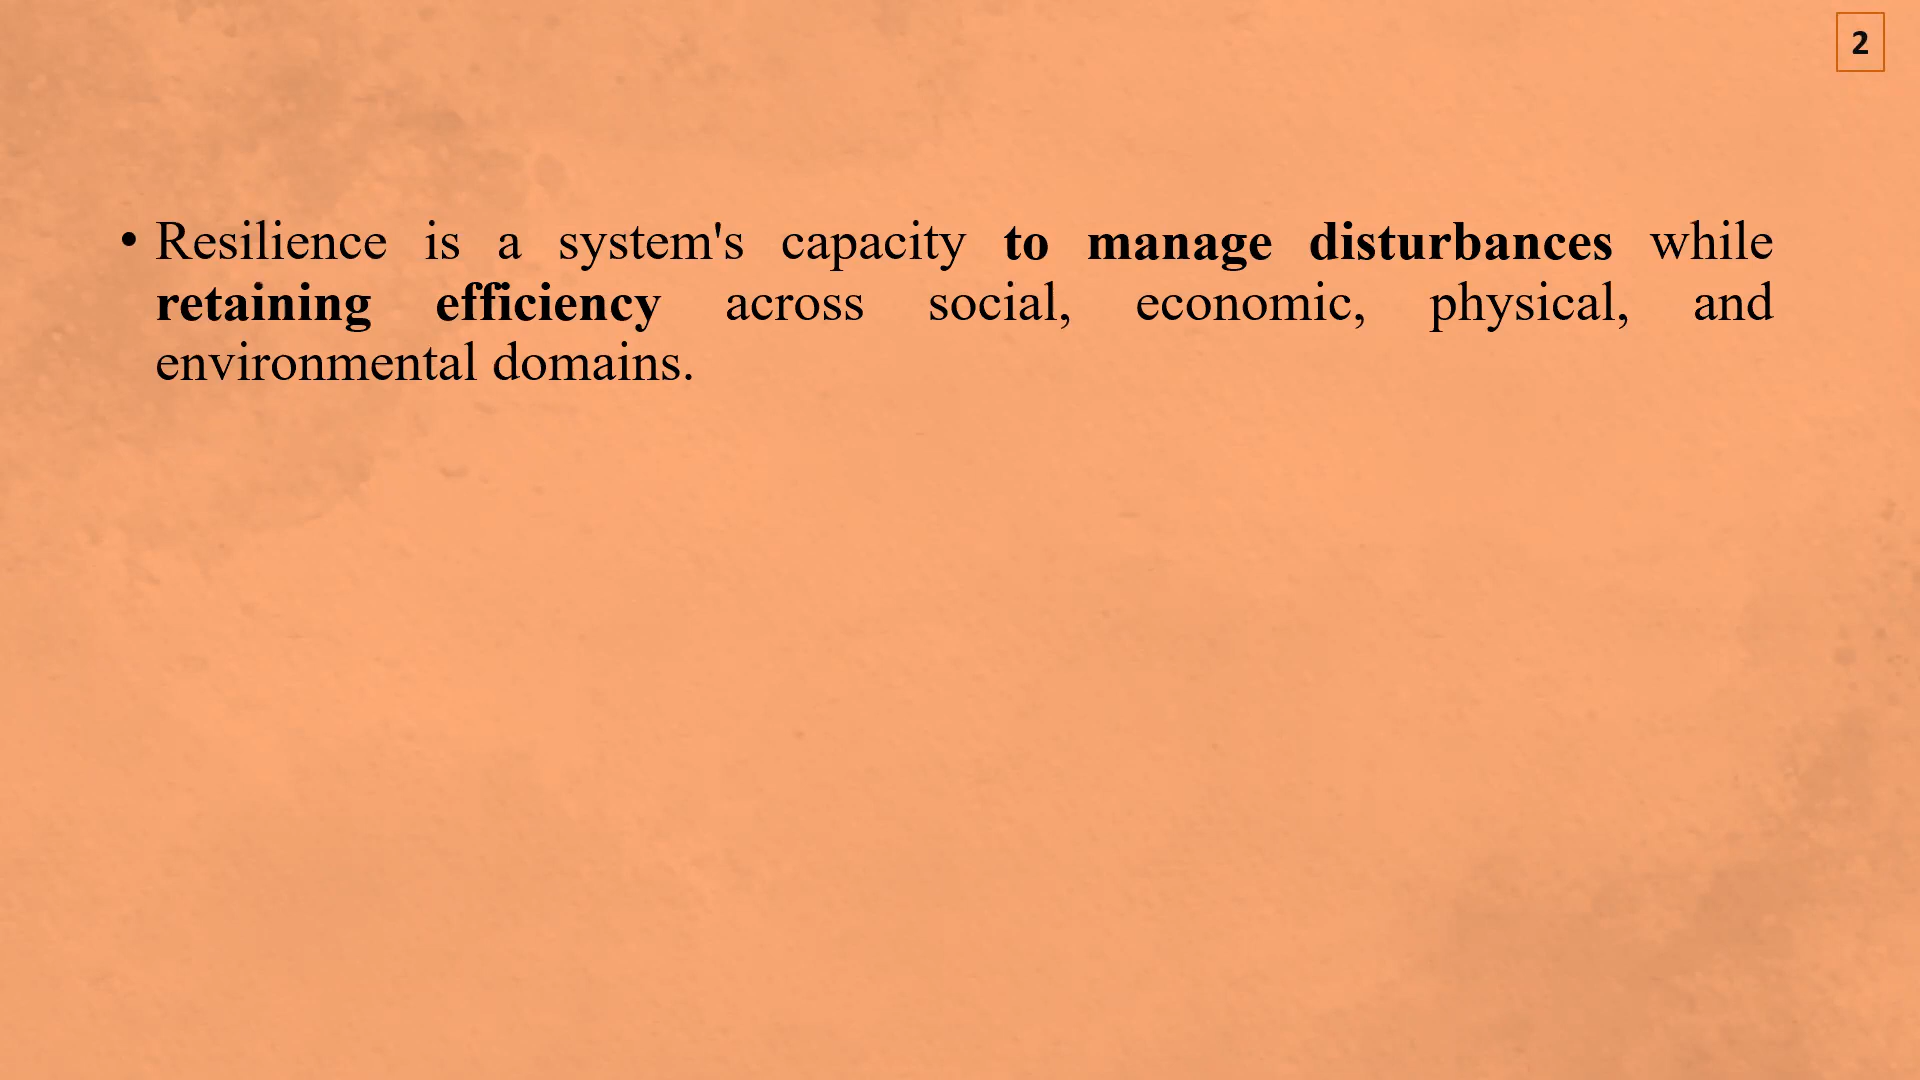 2
• Resilience is a system's capacity to manage disturbances while
retaining efficiency across social, economic, physical, and
environmental domains.